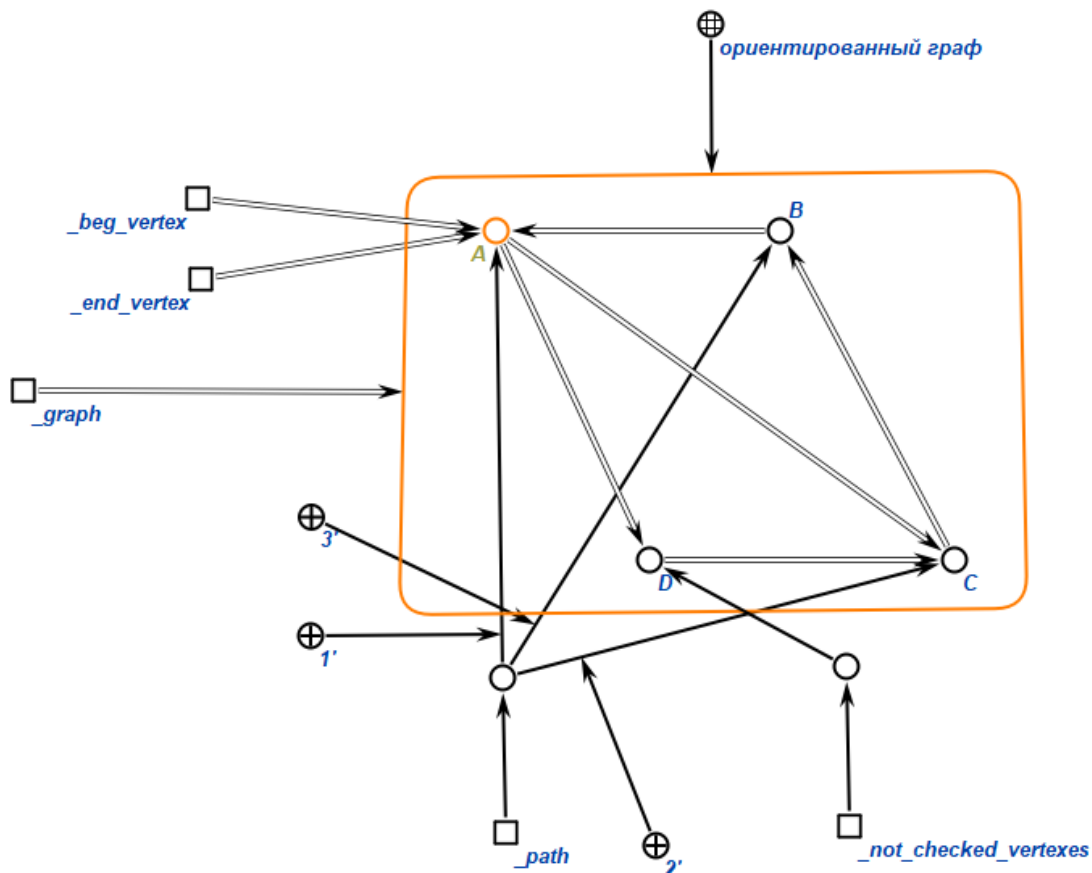 ориентированный граф
_beg_vertex
B
A
_end_vertex
_graph
3'
D
C
1'
_path
2'
_not_checked_vertexes